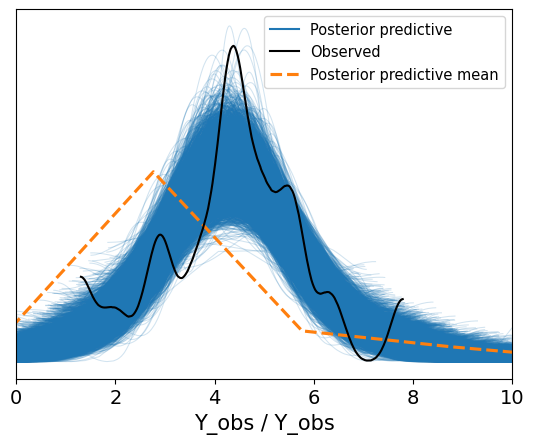 Posterior predictive
Observed
Posterior predictive mean
0 2 4 6 8 10
Y_obs / Y_obs